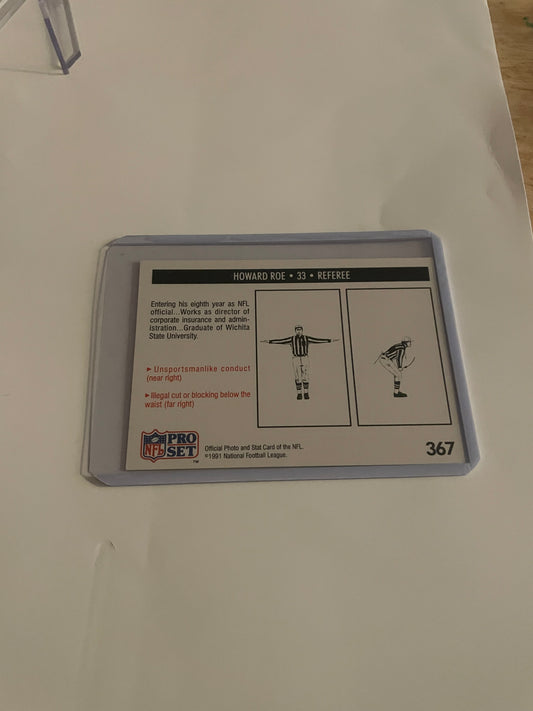 HOWARD ROE • 33 • REFEREE
Entering his eighth year as NFL
official...Works as director of
corporate insurance and admin-
istration...Graduate of Wichita
State University.
▸ Unsportsmanlike conduct
(near right)
▸ Illegal cut or blocking below the
waist (far right)
NFL
PRO
SET
™
Official Photo and Stat Card of the NFL.
©1991 National Football League.
367